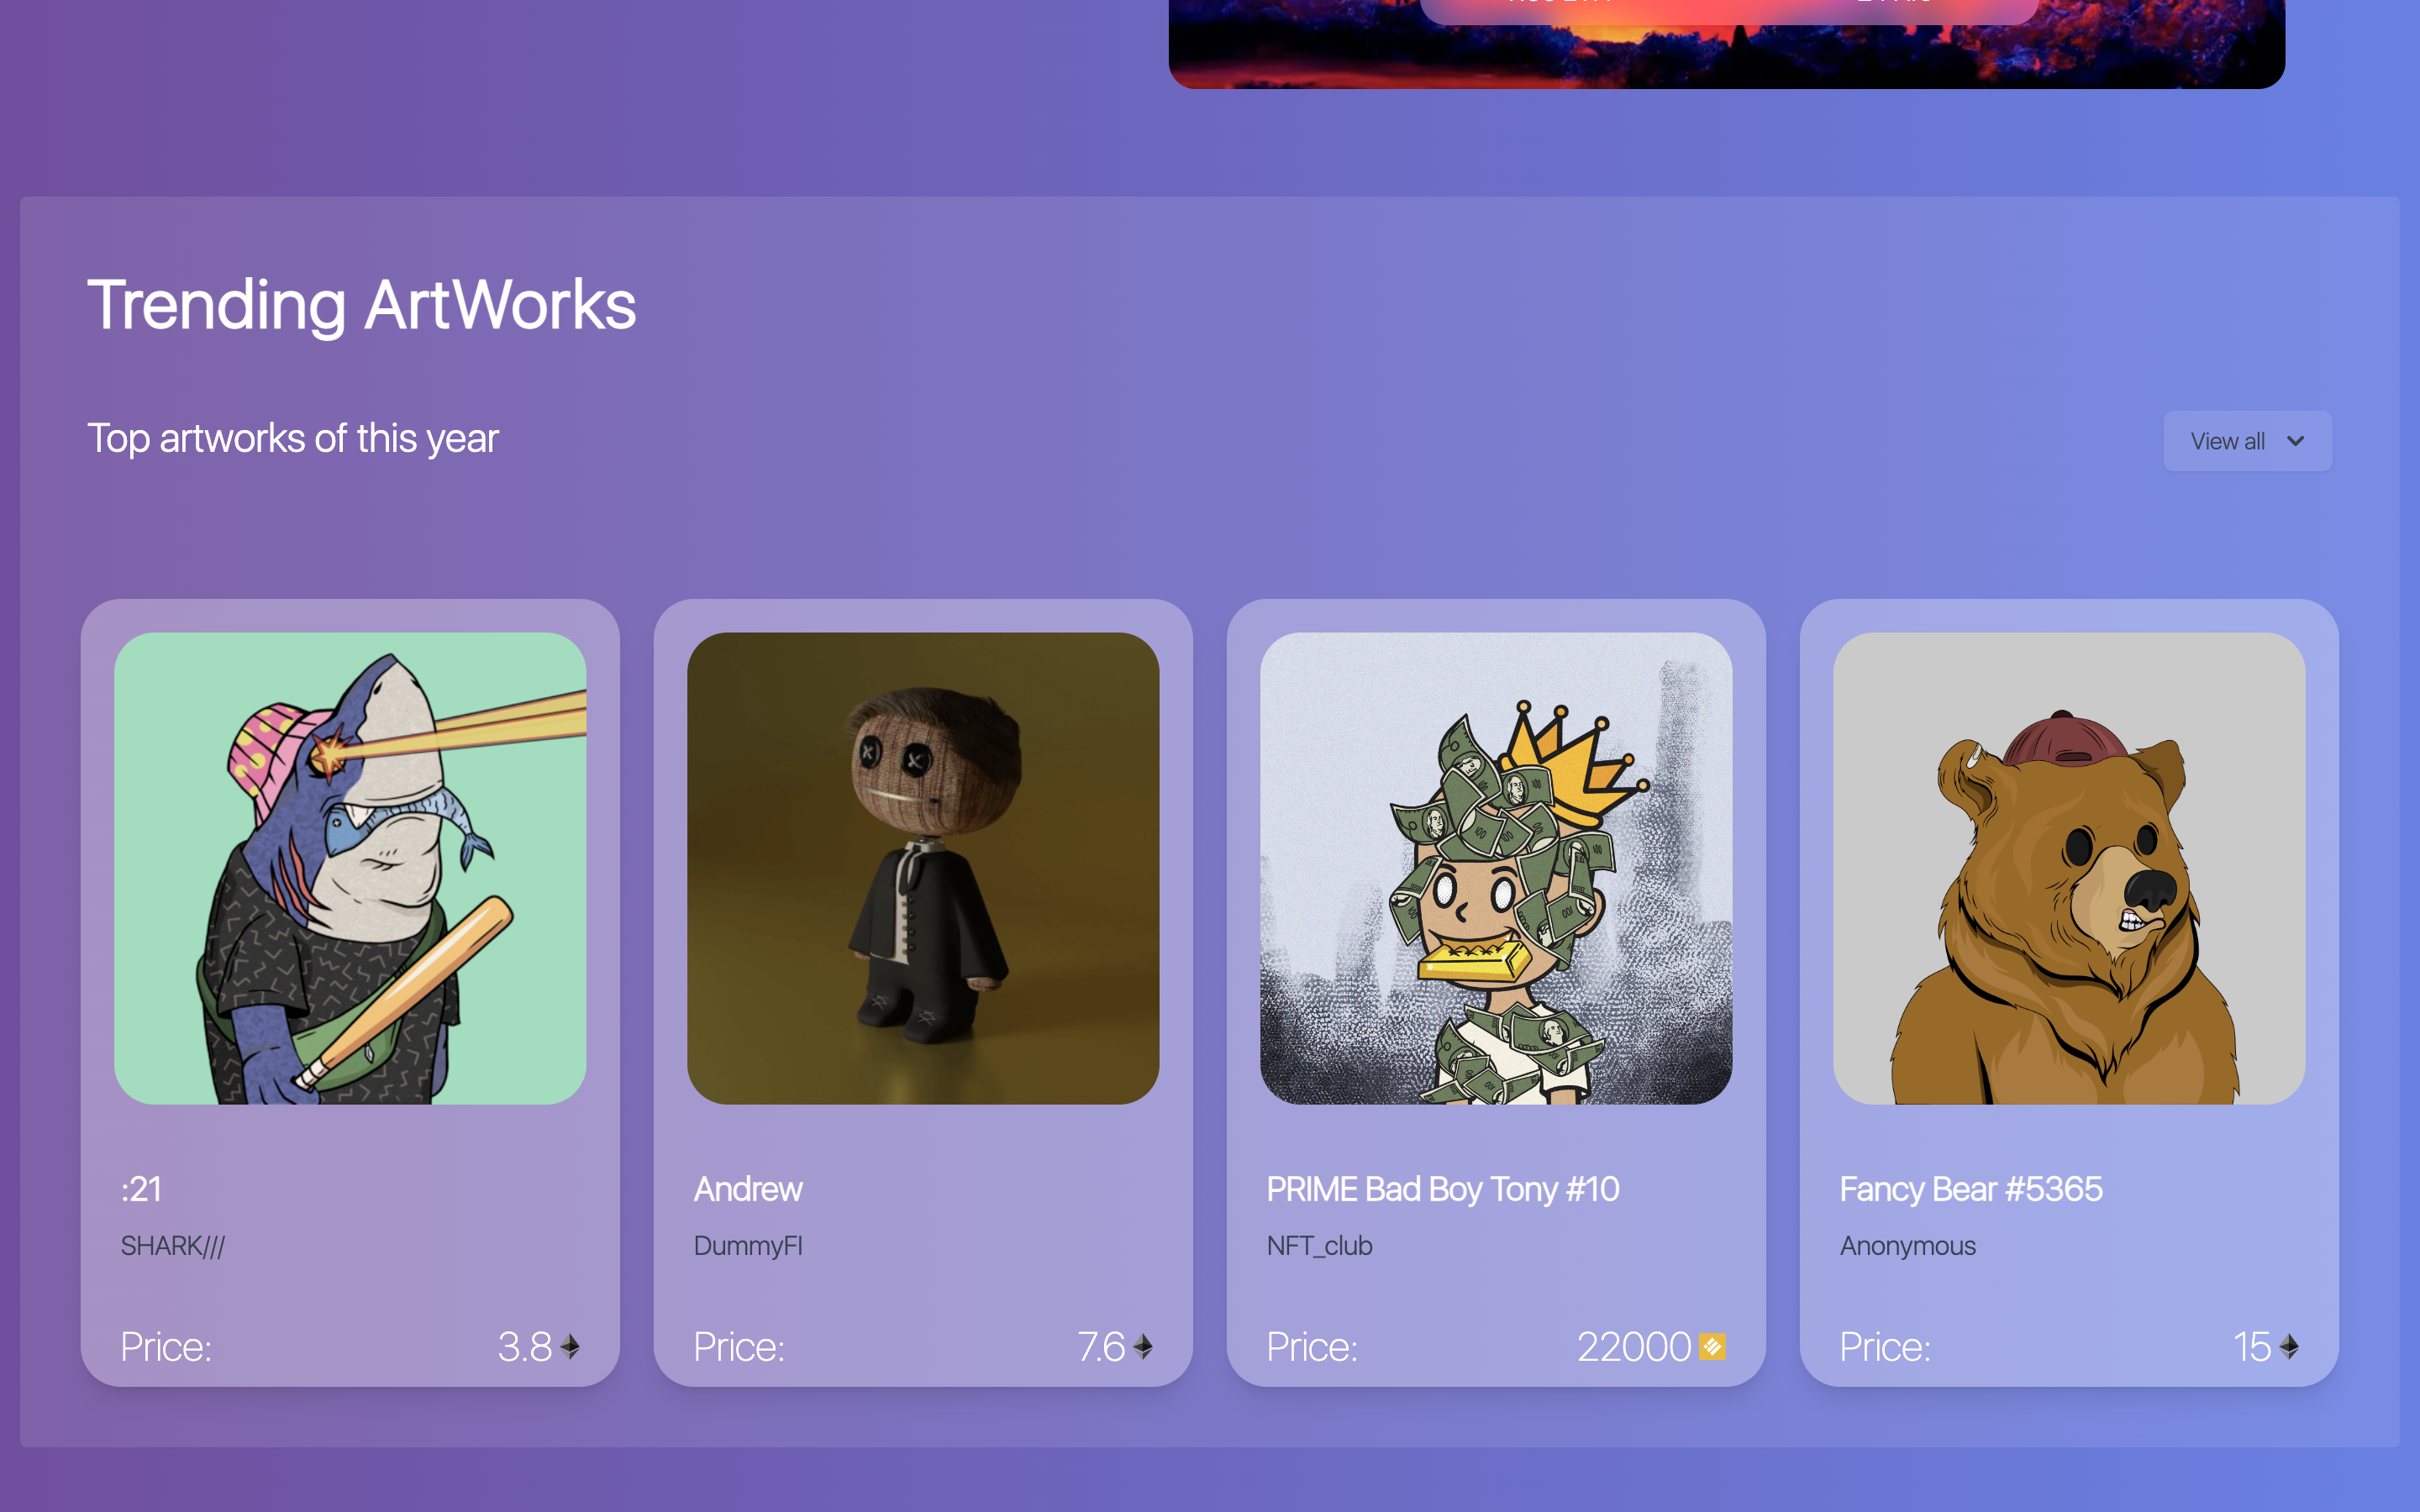 Trending ArtWorks
Top artworks of this year
View all
:21
SHARK///
Price:
3.8
Andrew
DummyFI
Price:
7.6
PRIME Bad Boy Tony #10
NFT_club
Price:
22000
Fancy Bear #5365
Anonymous
Price:
15